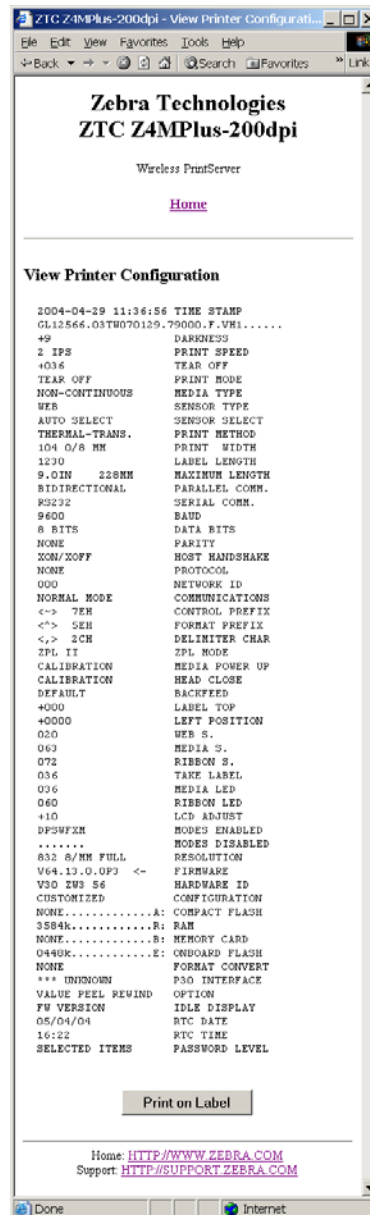 ZTC Z4MPlus-200dpi - View Printer Configurati...
File Edit View Favorites Tools Help
Back Search Favorites » Link
Zebra Technologies
ZTC Z4MPlus-200dpi
Wireless PrintServer
Home
View Printer Configuration
2004-04-29 11:36:56 TIME STAMP
GL12566.03TW070129.79000.F.VH1......
+9 DARKNESS
2 IPS PRINT SPEED
+036 TEAR OFF
TEAR OFF PRINT MODE
NON-CONTINUOUS MEDIA TYPE
WEB SENSOR TYPE
AUTO SELECT SENSOR SELECT
THERMAL-TRANS. PRINT METHOD
104 0/8 MM PRINT WIDTH
1230 LABEL LENGTH
9.0IN 228MM MAXIMUM LENGTH
BIDIRECTIONAL PARALLEL COMM.
RS232 SERIAL COMM.
9600 BAUD
8 BITS DATA BITS
NONE PARITY
XON/XOFF HOST HANDSHAKE
NONE PROTOCOL
000 NETWORK ID
NORMAL MODE COMMUNICATIONS
<~> 7EH CONTROL PREFIX
<^> 5EH FORMAT PREFIX
<,> 2CH DELIMITER CHAR
ZPL II ZPL MODE
CALIBRATION MEDIA POWER UP
CALIBRATION HEAD CLOSE
DEFAULT BACKFEED
+000 LABEL TOP
+0000 LEFT POSITION
020 WEB S.
063 MEDIA S.
072 RIBBON S.
036 TAKE LABEL
036 MEDIA LED
060 RIBBON LED
+10 LCD ADJUST
DPSWFXM MODES ENABLED
....... MODES DISABLED
832 8/MM FULL RESOLUTION
V64.13.0.0P3 <- FIRMWARE
V30 ZW3 56 HARDWARE ID
CUSTOMIZED CONFIGURATION
NONE.............A: COMPACT FLASH
3584k............R: RAM
NONE.............B: MEMORY CARD
0448k............E: ONBOARD FLASH
NONE FORMAT CONVERT
*** UNKNOWN P30 INTERFACE
VALUE PEEL REWIND OPTION
FW VERSION IDLE DISPLAY
05/04/04 RTC DATE
16:22 RTC TIME
SELECTED ITEMS PASSWORD LEVEL
Print on Label
Home: HTTP://WWW.ZEBRA.COM
Support: HTTP://SUPPORT.ZEBRA.COM
Done Internet